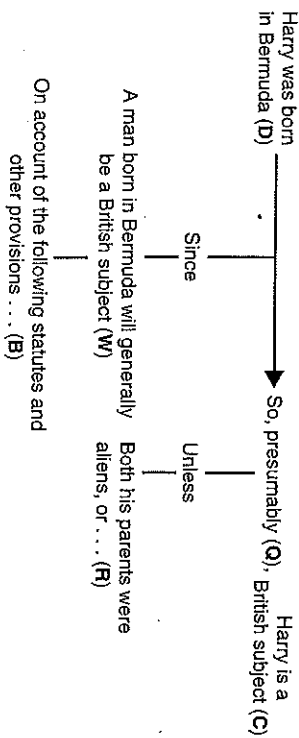 Harry was born
in Bermuda (D)
So, presumably (Q),
Harry is a
British subject (C)
Since
A man born in Bermuda will generally
be a British subject (W)
On account of the following statutes and
other provisions . . . (B)
Unless
Both his parents were
aliens, or . . . (R)